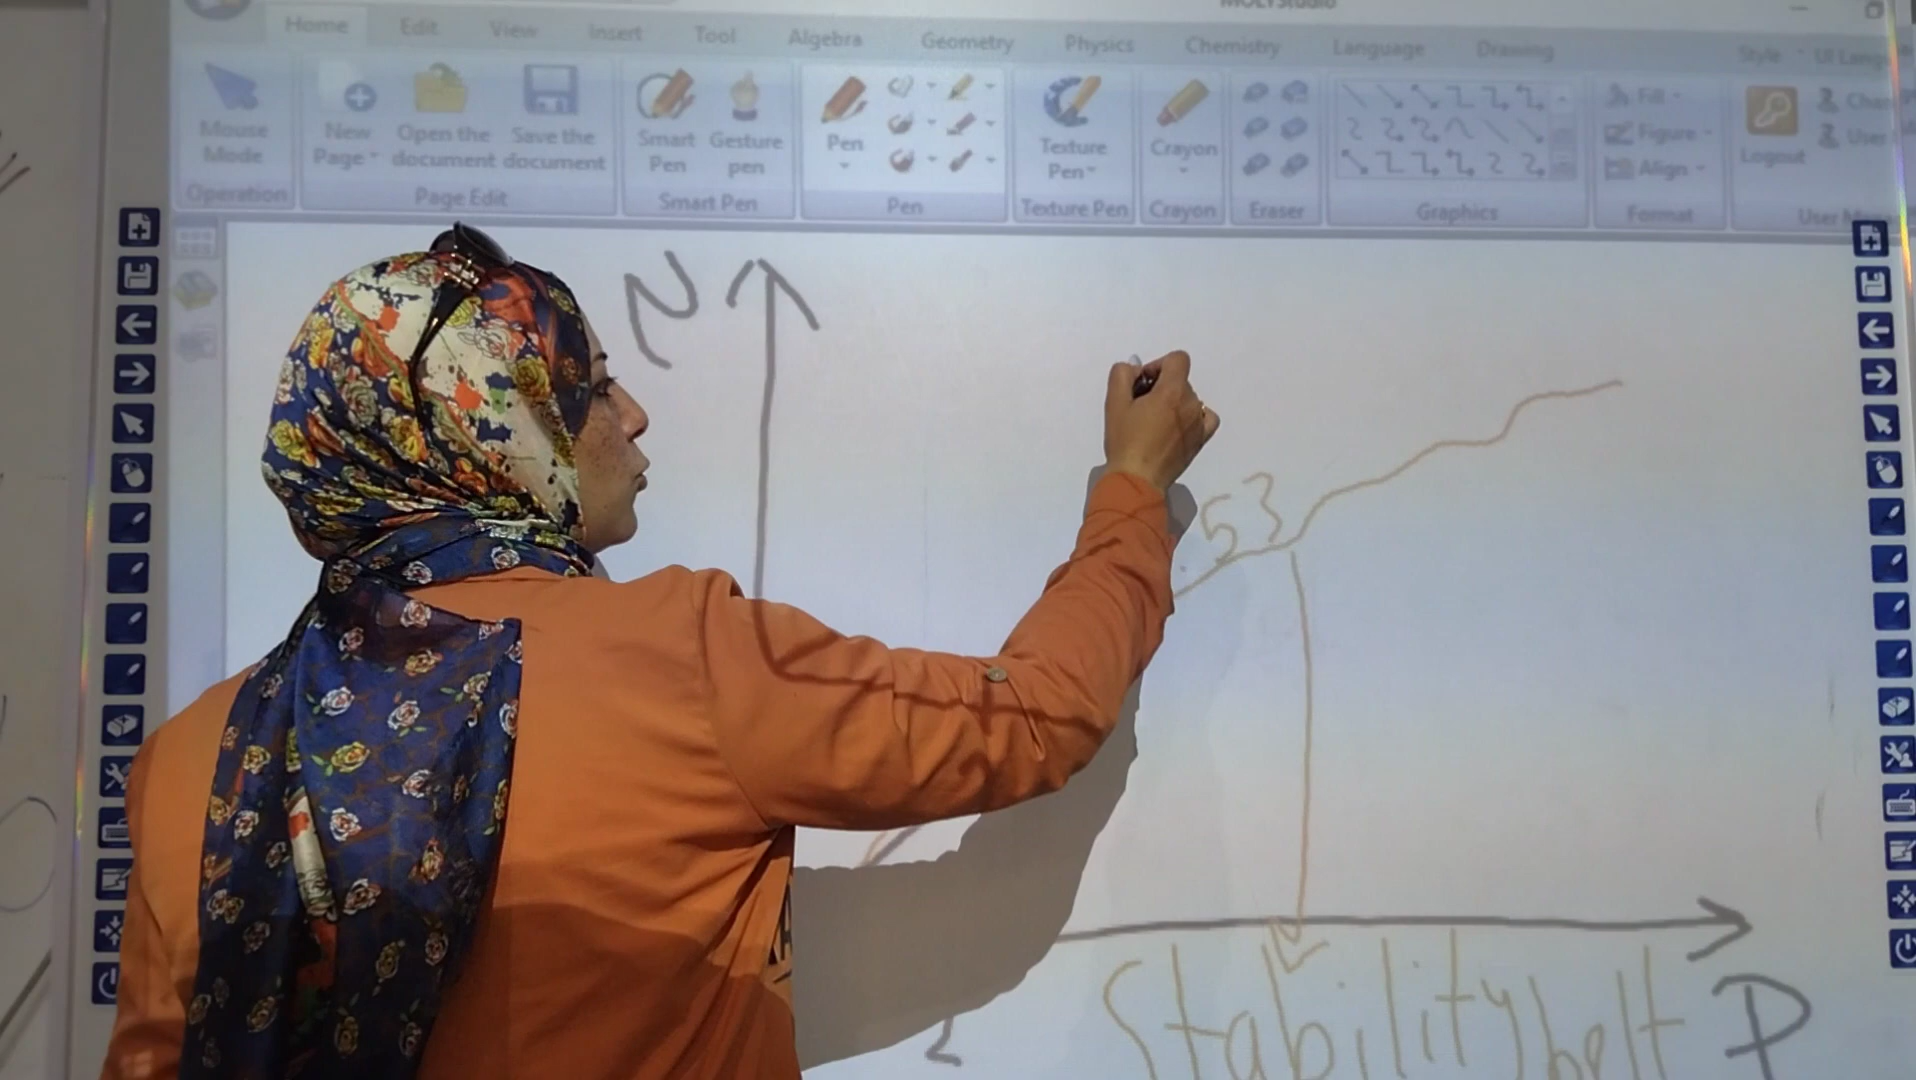 MOLYStudio
Home Edit View Insert Tool Algebra Geometry Physics Chemistry Language Drawing Style
Mouse Mode
New Page
Open the document
Save the document
Smart Pen
Gesture pen
Pen
Texture Pen
Crayon
Fill
Figure
Align
Logout
Operation Page Edit Smart Pen Pen Texture Pen Crayon Eraser Graphics Format
N
53
Stability belt P